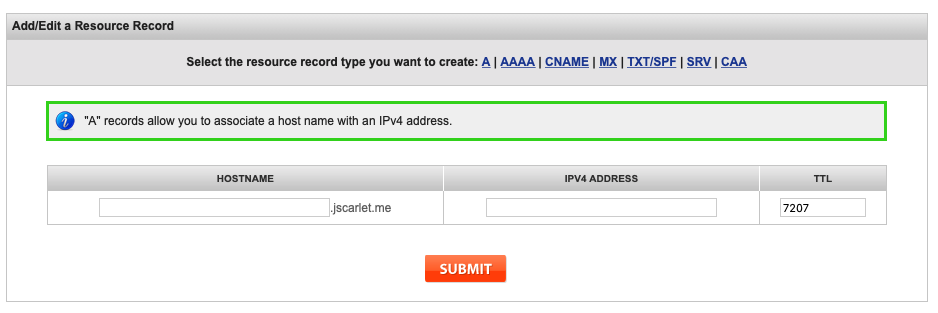 Add/Edit a Resource Record
Select the resource record type you want to create: A | AAAA | CNAME | MX | TXT/SPF | SRV | CAA
"A" records allow you to associate a host name with an IPv4 address.
HOSTNAME IPV4 ADDRESS TTL
.jscarlet.me 7207
SUBMIT